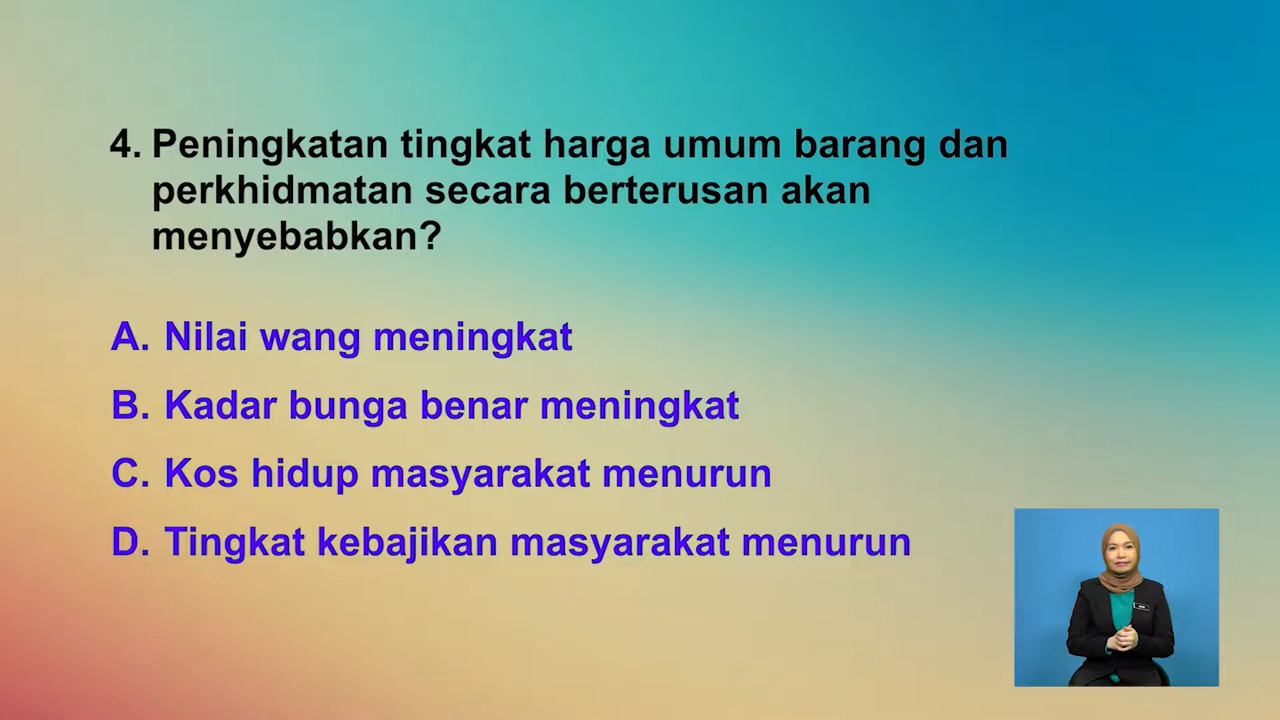 4. Peningkatan tingkat harga umum barang dan
perkhidmatan secara berterusan akan
menyebabkan?
A. Nilai wang meningkat
B. Kadar bunga benar meningkat
C. Kos hidup masyarakat menurun
D. Tingkat kebajikan masyarakat menurun